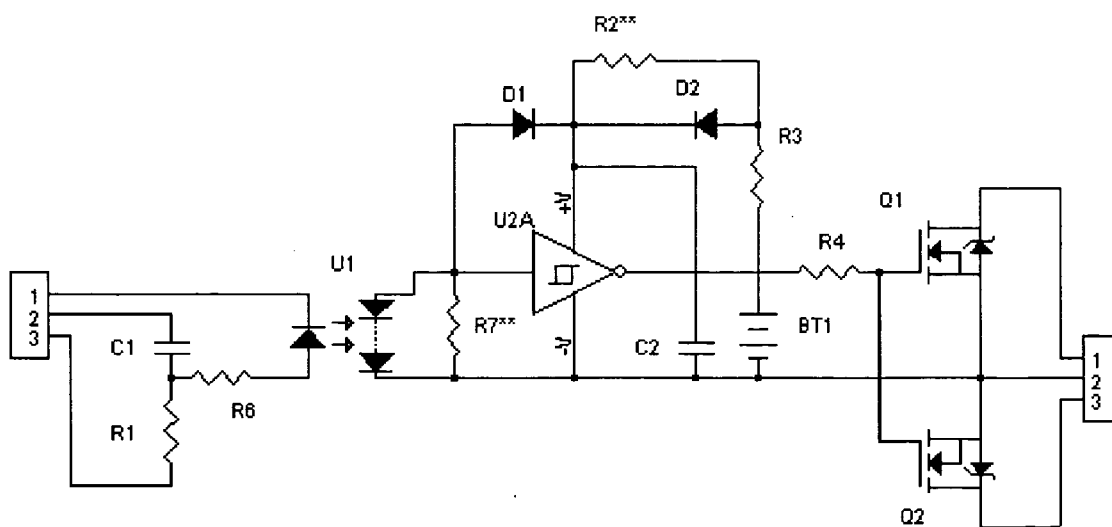 R2**
D1
D2
R3
+V
U2A
Q1
R4
U1
1
2
3
R7**
C1
-V
C2
BT1
R6
R1
1
2
3
Q2